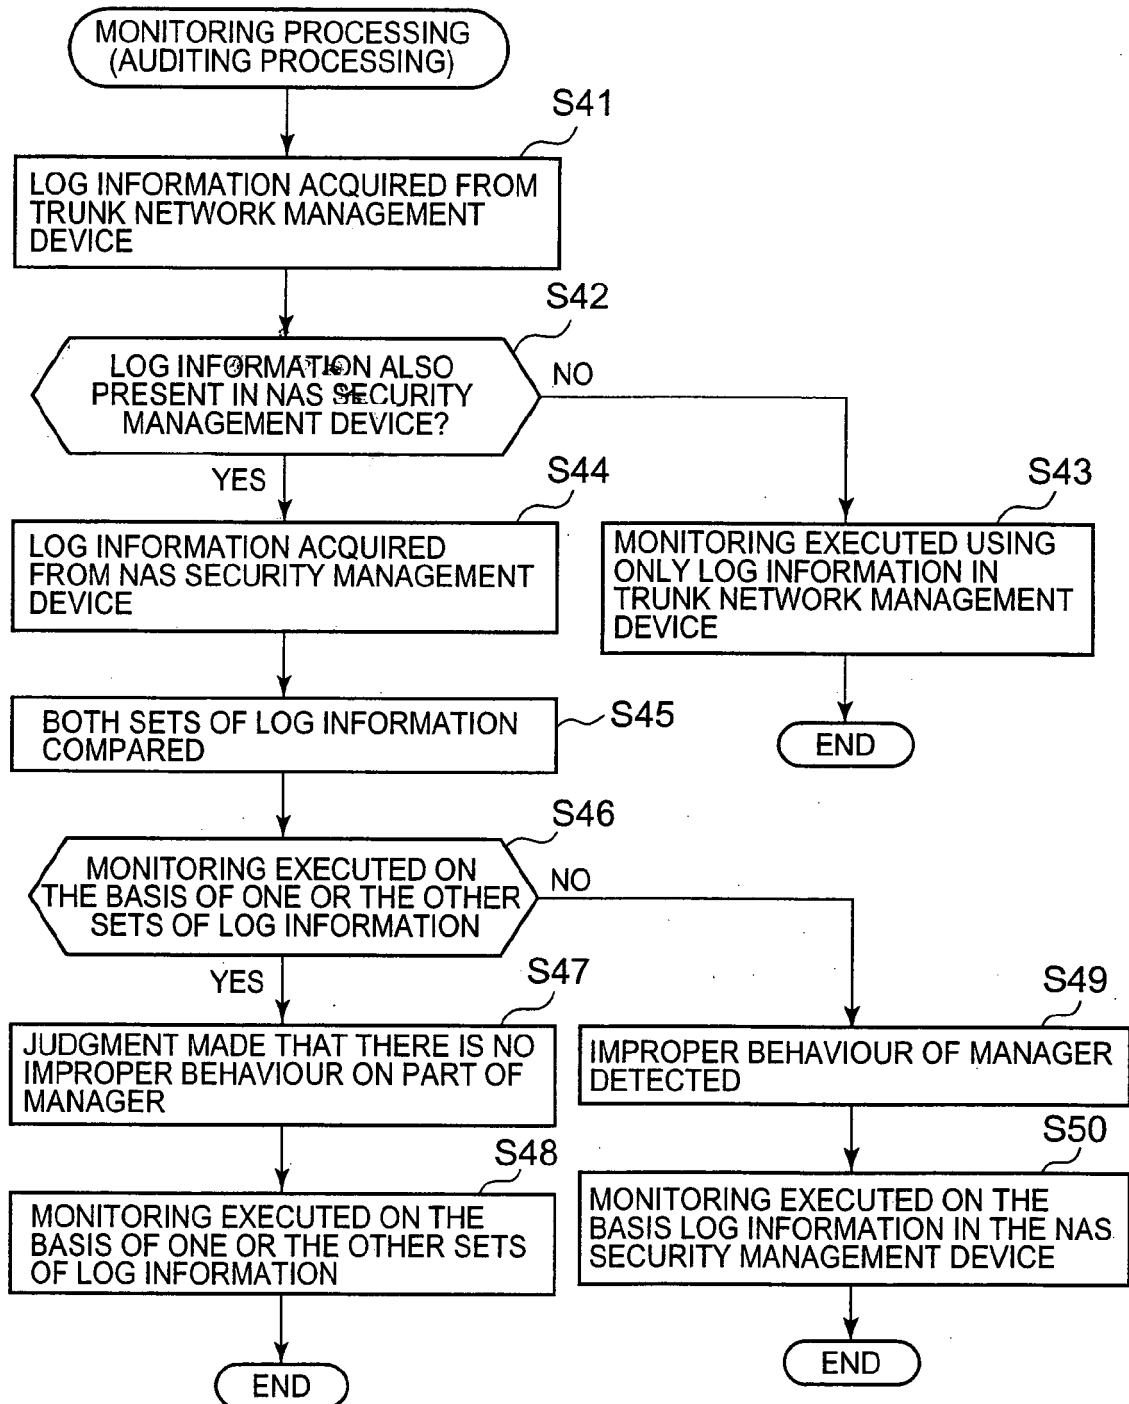 MONITORING PROCESSING
(AUDITING PROCESSING)
S41
LOG INFORMATION ACQUIRED FROM
TRUNK NETWORK MANAGEMENT
DEVICE
S42
LOG INFORMATION ALSO
PRESENT IN NAS SECURITY
MANAGEMENT DEVICE?
NO
YES
S44
LOG INFORMATION ACQUIRED
FROM NAS SECURITY MANAGEMENT
DEVICE
S43
MONITORING EXECUTED USING
ONLY LOG INFORMATION IN
TRUNK NETWORK MANAGEMENT
DEVICE
END
BOTH SETS OF LOG INFORMATION
COMPARED
S45
S46
MONITORING EXECUTED ON
THE BASIS OF ONE OR THE OTHER
SETS OF LOG INFORMATION
NO
YES
S47
JUDGMENT MADE THAT THERE IS NO
IMPROPER BEHAVIOUR ON PART OF
MANAGER
S49
IMPROPER BEHAVIOUR OF MANAGER
DETECTED
S48
MONITORING EXECUTED ON THE
BASIS OF ONE OR THE OTHER SETS
OF LOG INFORMATION
END
S50
MONITORING EXECUTED ON THE
BASIS LOG INFORMATION IN THE NAS
SECURITY MANAGEMENT DEVICE
END